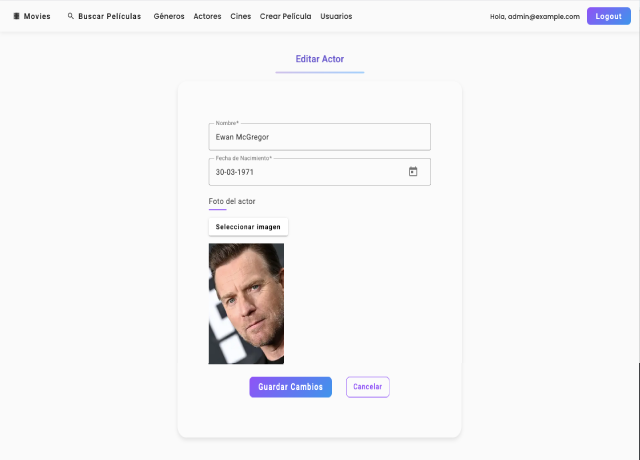 Movies Buscar Películas Géneros Actores Cines Crear Película Usuarios Hola, admin@example.com Logout
Editar Actor
Nombre*
Ewan McGregor
Fecha de Nacimiento*
30-03-1971
Foto del actor
Seleccionar imagen
Guardar Cambios Cancelar